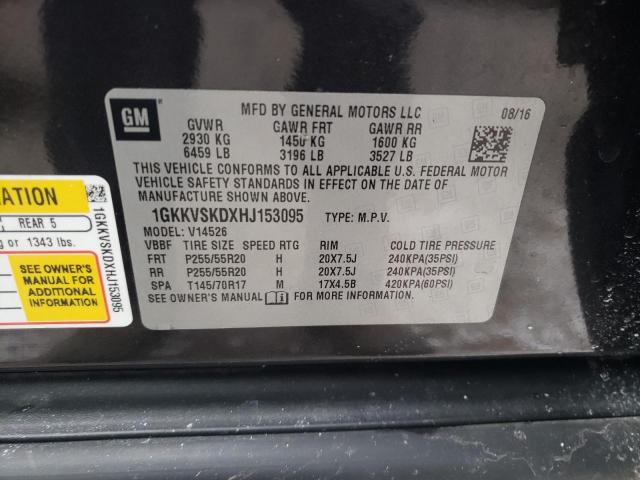 GM
MFD BY GENERAL MOTORS LLC 08/16
GVWR GAWR FRT GAWR RR
2930 KG 1450 KG 1600 KG
6459 LB 3196 LB 3527 LB
THIS VEHICLE CONFORMS TO ALL APPLICABLE U.S. FEDERAL MOTOR
VEHICLE SAFETY STANDARDS IN EFFECT ON THE DATE OF
MANUFACTURE SHOWN ABOVE.
1GKKVSKDXHJ153095 TYPE: M.P.V.
V14526
VBBF TIRE SIZE SPEED RTG RIM COLD TIRE PRESSURE
FRT P255/55R20 H 20X7.5J 240KPA(35PSI)
RR P255/55R20 H 20X7.5J 240KPA(35PSI)
SPA T145/70R17 M 17X4.5B 420KPA(60PSI)
SEE OWNER'S MANUAL FOR MORE INFORMATION.
MATION
REAR 5
g or 1343 lbs.
SEE OWNER'S
MANUAL FOR
ADDITIONAL
INFORMATION
1GKKVSKDXHJ153095